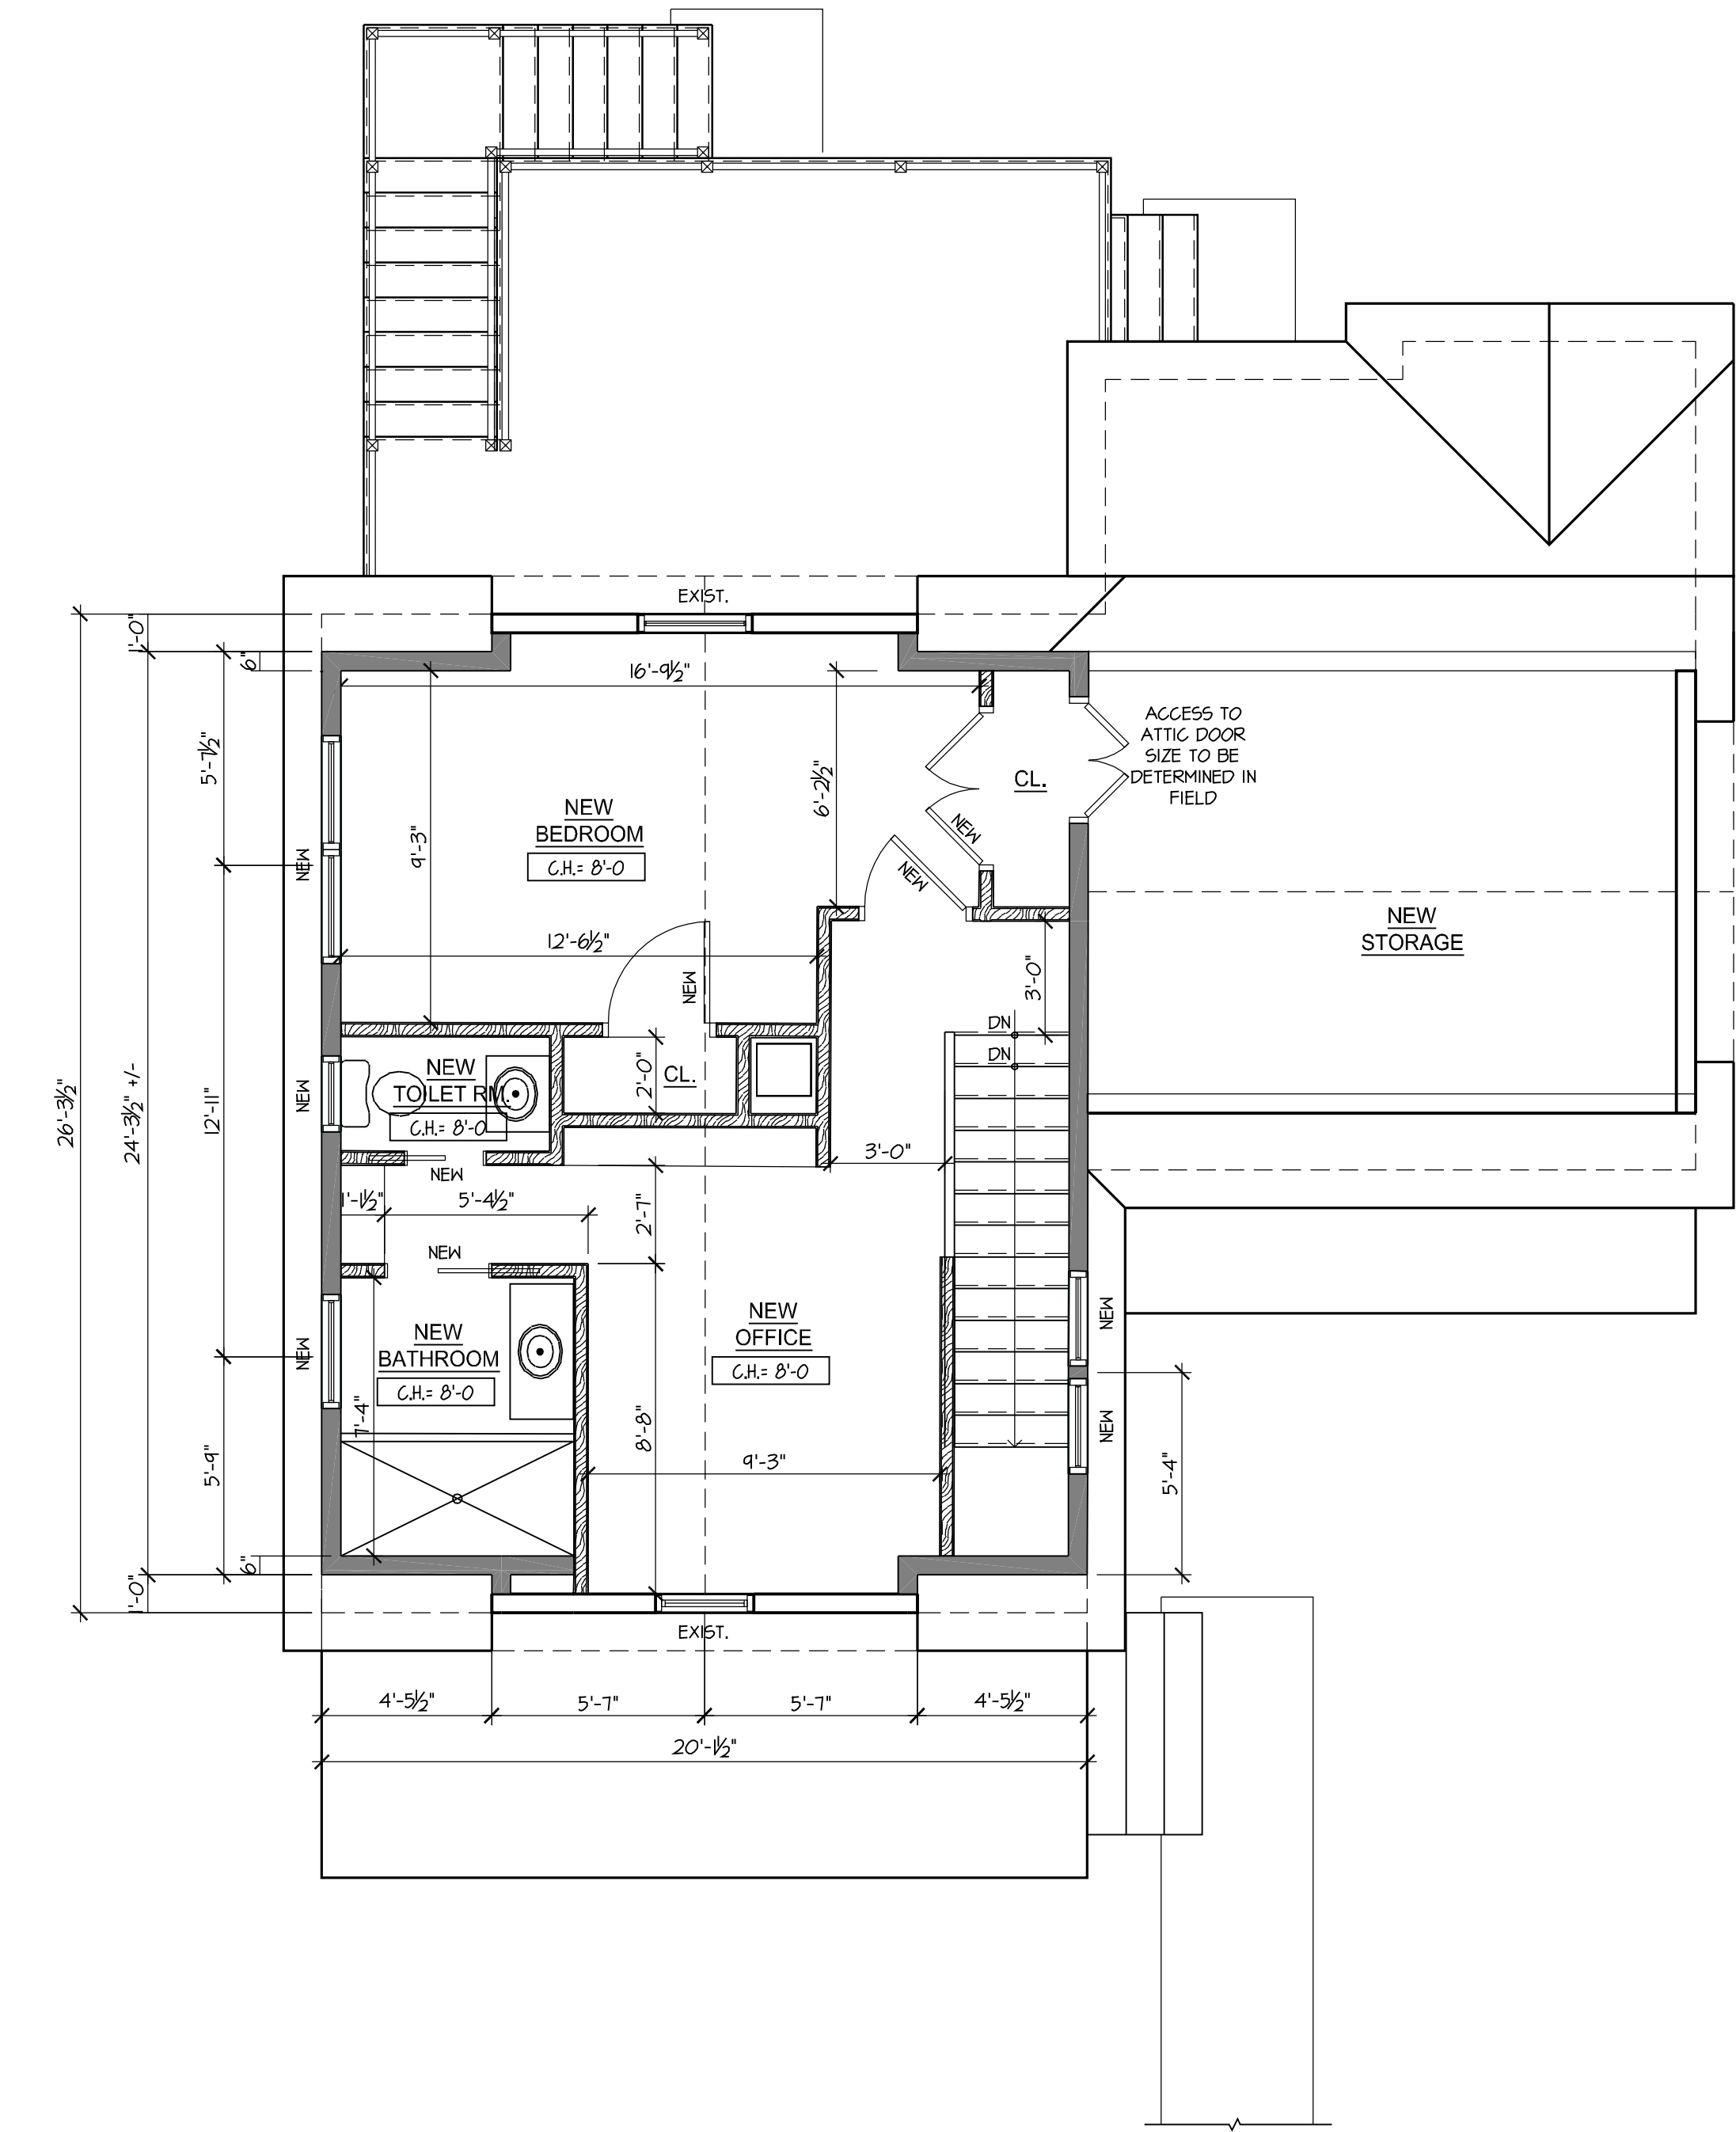 EXIST.
1'-0"
6"
16'-9½"
ACCESS TO
ATTIC DOOR
SIZE TO BE
DETERMINED IN
FIELD
5'-7½"
6'-2½"
CL.
NEW
BEDROOM
C.H.= 8'-0
9'-3"
NEW
NEW
NEW
NEW
STORAGE
12'-6½"
NEW
3'-0"
DN
DN
NEW
TOILET RM.
C.H.= 8'-0
NEW
2'-0"
CL.
26'-3½"
24'-3½" +/-
12'-11"
3'-0"
NEW
1'-1½"
5'-4½"
2'-7"
NEW
NEW
OFFICE
C.H.= 8'-0
NEW
NEW
BATHROOM
C.H.= 8'-0
NEW
NEW
7'-4"
8'-8"
9'-3"
5'-9"
5'-4"
6"
1'-0"
EXIST.
4'-5½"
5'-7"
5'-7"
4'-5½"
20'-1½"